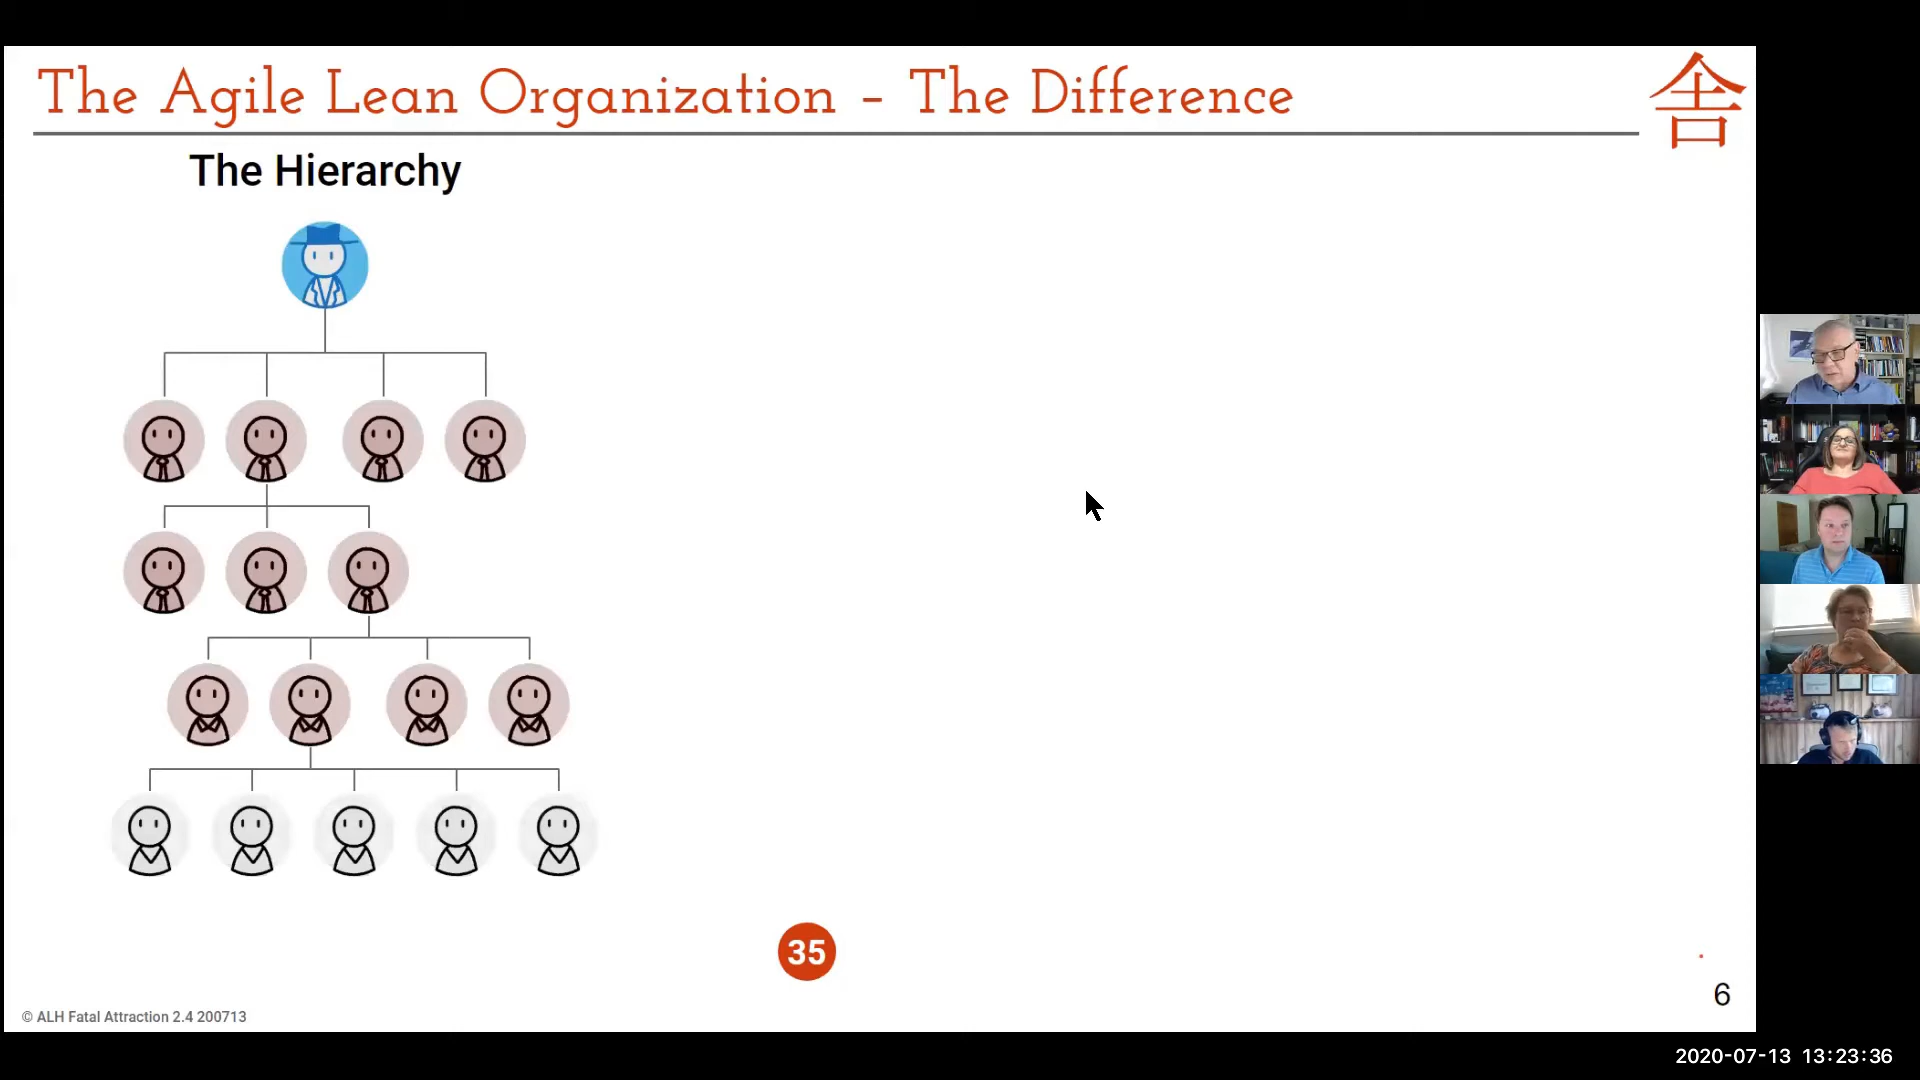 The Agile Lean Organization – The Difference
舎
The Hierarchy
35
6
© ALH Fatal Attraction 2.4 200713
2020-07-13 13:23:36